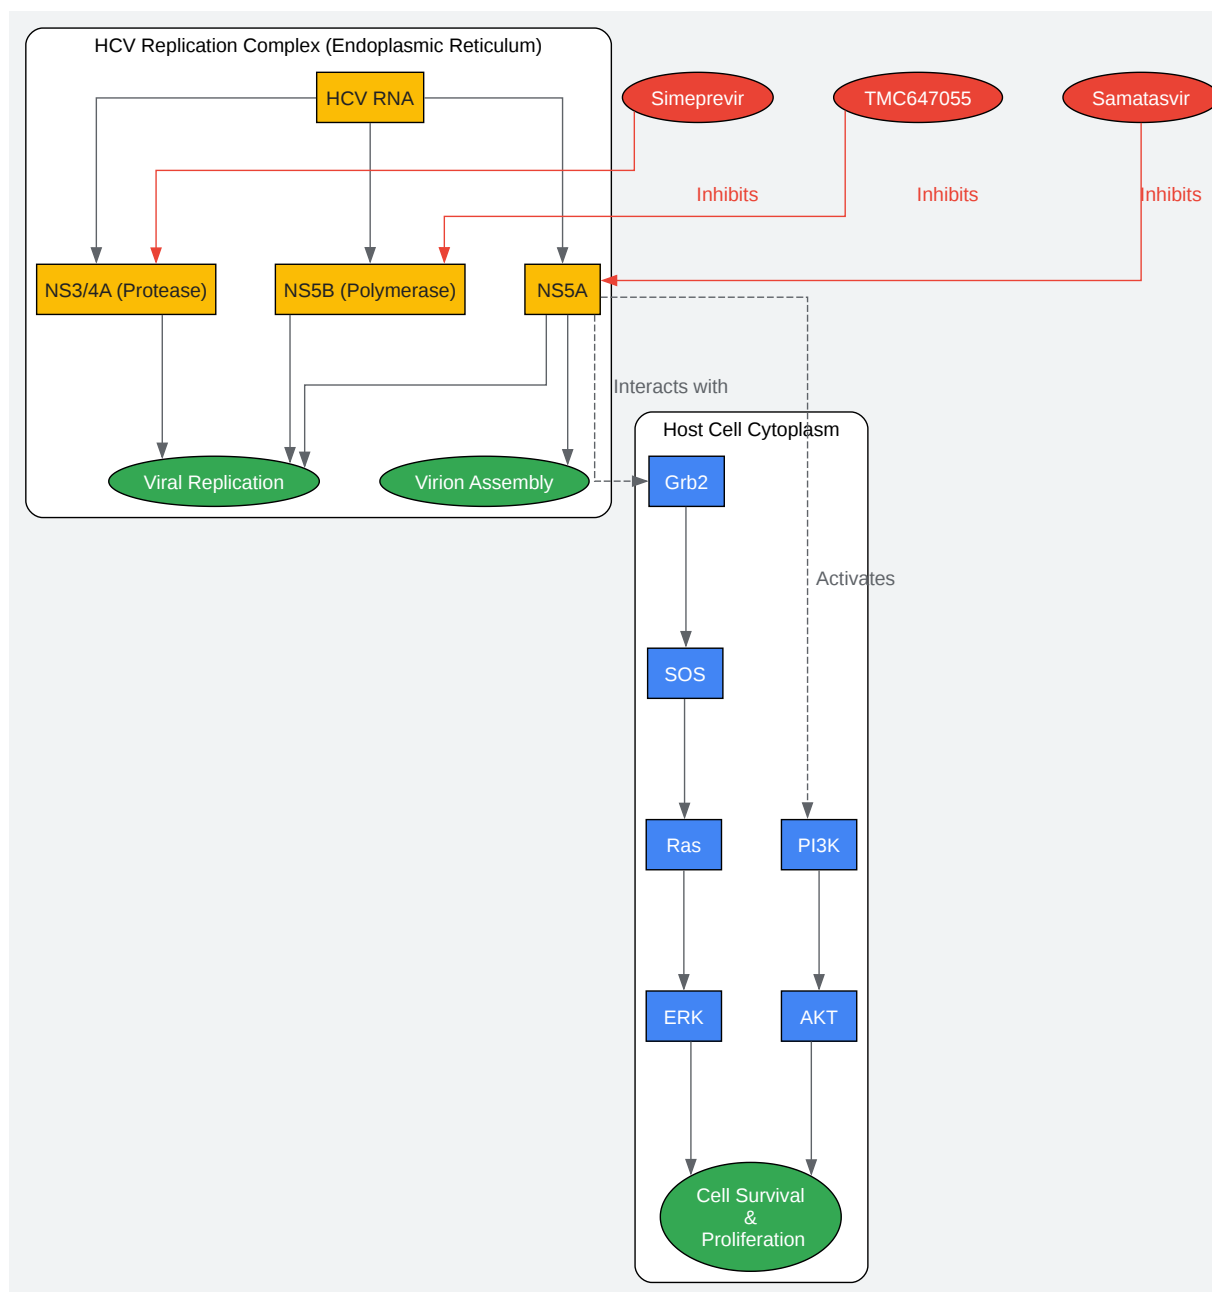 HCV Replication Complex (Endoplasmic Reticulum)
HCV RNA
Simeprevir
TMC647055
Samatasvir
Inhibits
Inhibits
Inhibits
NS3/4A (Protease)
NS5B (Polymerase)
NS5A
Interacts with
Host Cell Cytoplasm
Viral Replication
Virion Assembly
Grb2
Activates
SOS
Ras
PI3K
ERK
AKT
Cell Survival
&
Proliferation